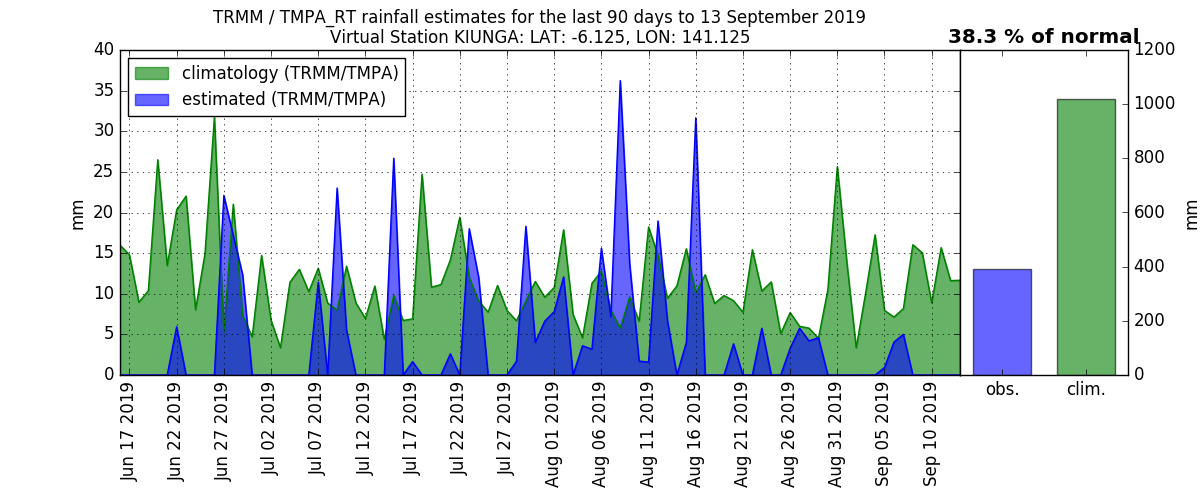 TRMM / TMPA_RT rainfall estimates for the last 90 days to 13 September 2019
Virtual Station KIUNGA: LAT: -6.125, LON: 141.125
38.3 % of normal
climatology (TRMM/TMPA)
estimated (TRMM/TMPA)
mm
40
35
30
25
20
15
10
5
0
Jun 17 2019
Jun 22 2019
Jun 27 2019
Jul 02 2019
Jul 07 2019
Jul 12 2019
Jul 17 2019
Jul 22 2019
Jul 27 2019
Aug 01 2019
Aug 06 2019
Aug 11 2019
Aug 16 2019
Aug 21 2019
Aug 26 2019
Aug 31 2019
Sep 05 2019
Sep 10 2019
1200
1000
800
600
400
200
0
mm
obs.
clim.